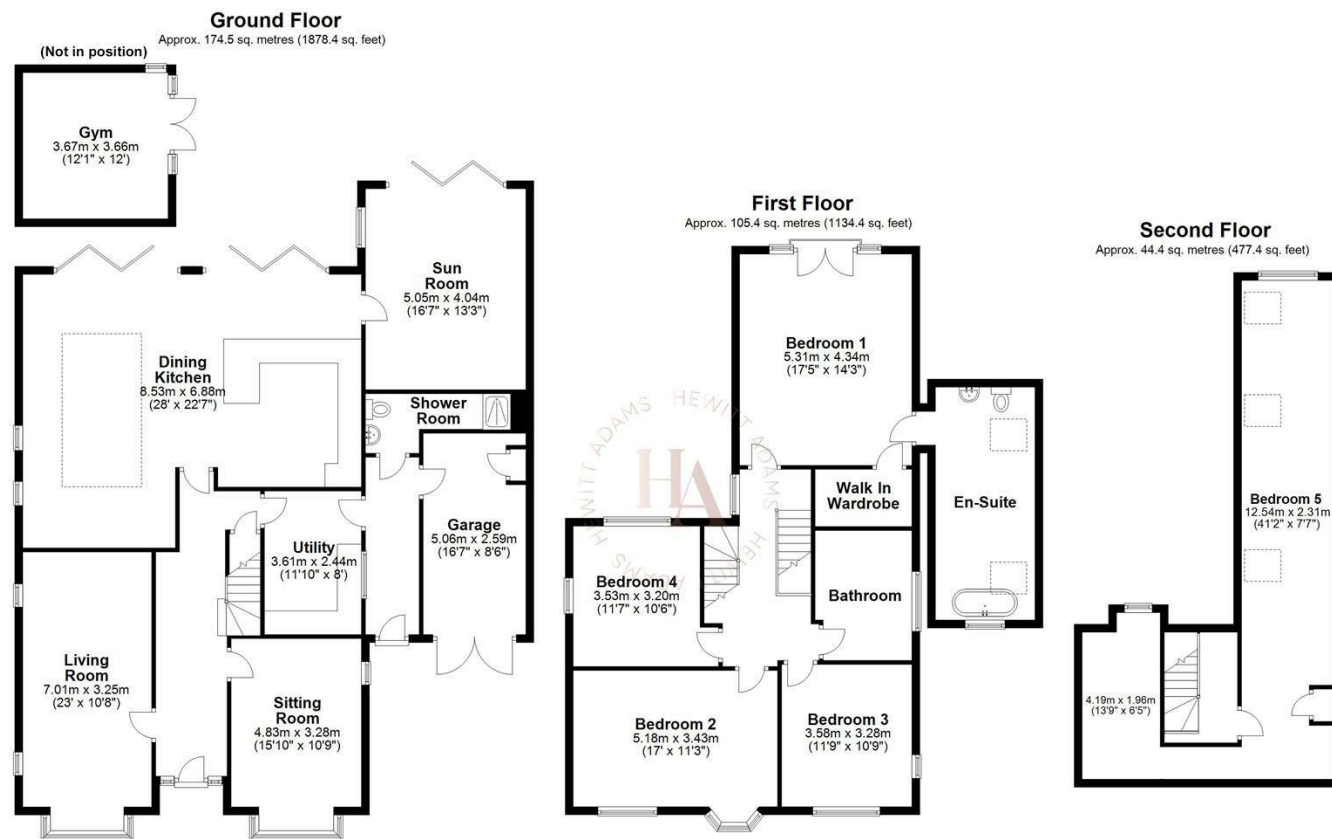 Ground Floor
Approx. 174.5 sq. metres (1878.4 sq. feet)
(Not in position)
Gym
3.67m x 3.66m
(12'1" x 12')
Sun
Room
5.05m x 4.04m
(16'7" x 13'3")
Dining
Kitchen
8.53m x 6.88m
(28' x 22'7")
Shower
Room
Garage
5.06m x 2.59m
(16'7" x 8'6")
Utility
3.61m x 2.44m
(11'10" x 8')
Living
Room
7.01m x 3.25m
(23' x 10'8")
Sitting
Room
4.83m x 3.28m
(15'10" x 10'9")
First Floor
Approx. 105.4 sq. metres (1134.4 sq. feet)
Bedroom 1
5.31m x 4.34m
(17'5" x 14'3")
Walk In
Wardrobe
En-Suite
Bedroom 4
3.53m x 3.20m
(11'7" x 10'6")
Bathroom
Bedroom 2
5.18m x 3.43m
(17' x 11'3")
Bedroom 3
3.58m x 3.28m
(11'9" x 10'9")
HEWITT ADAMS HEWITT ADAMS HEWITT ADAMS
HA
Second Floor
Approx. 44.4 sq. metres (477.4 sq. feet)
Bedroom 5
12.54m x 2.31m
(41'2" x 7'7")
4.19m x 1.96m
(13'9" x 6'5")